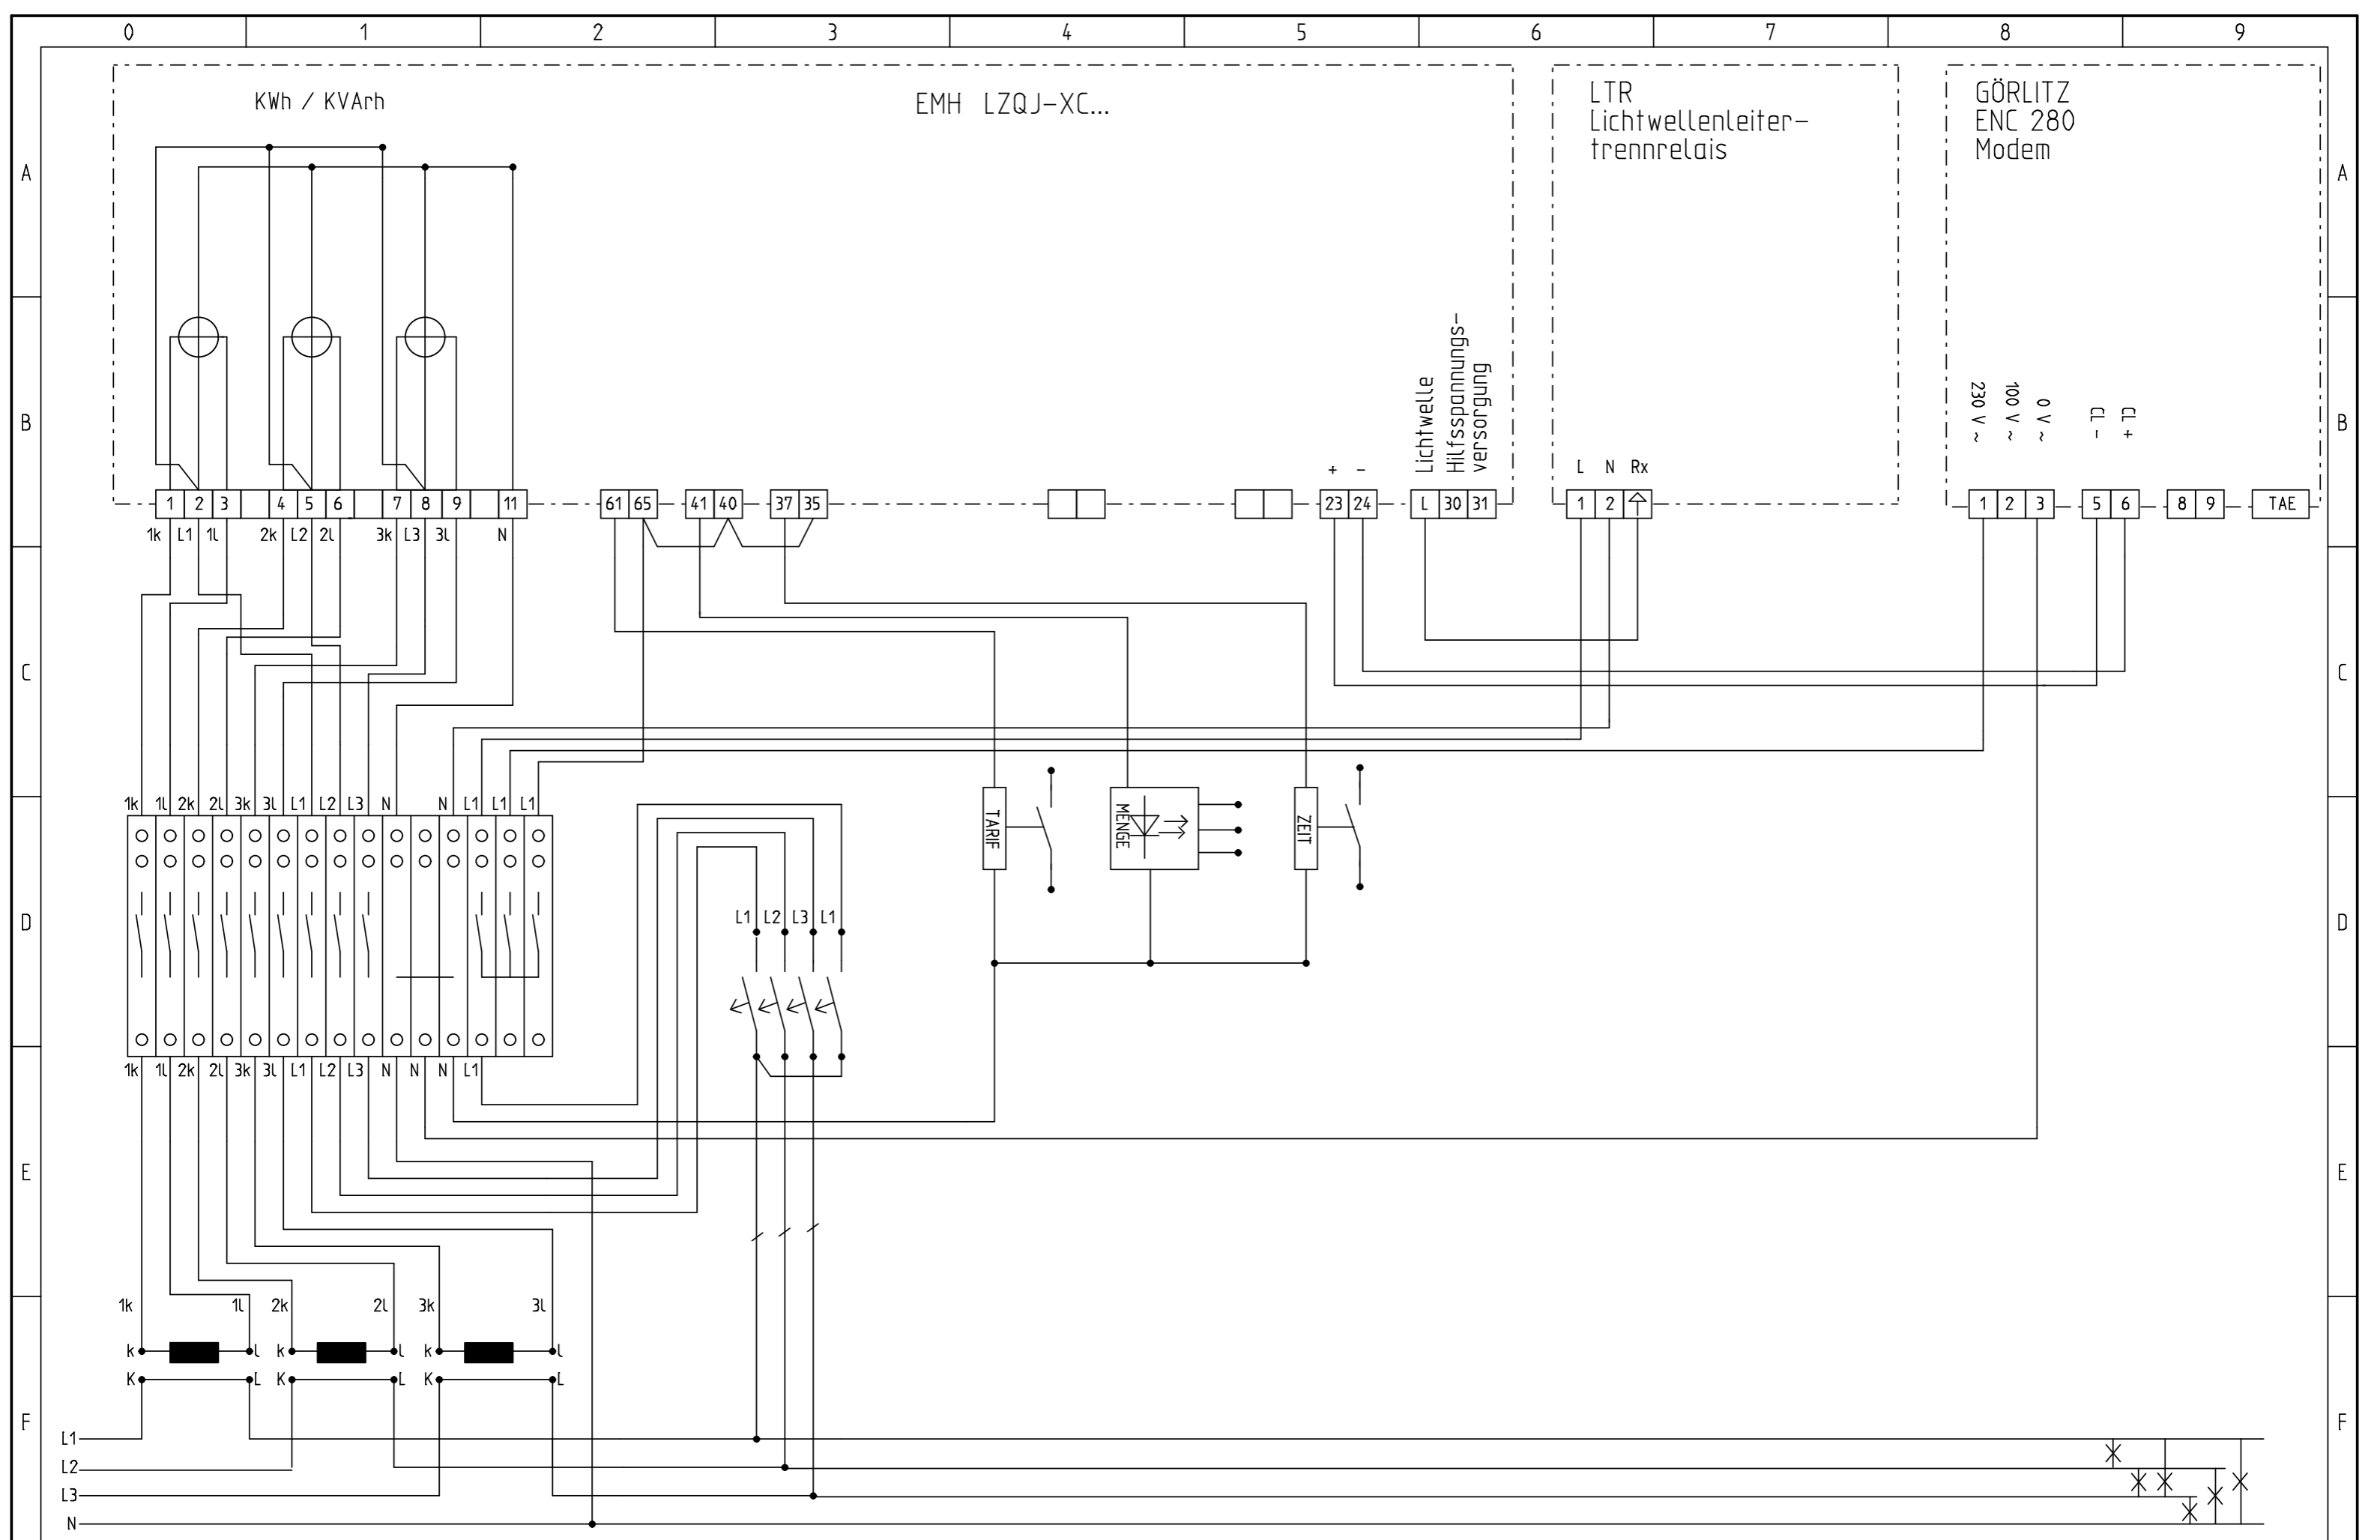 0 1 2 3 4 5 6 7 8 9
KWh / KVArh
EMH LZQJ-XC...
LTR
Lichtwellenleiter-
trennrelais
GÖRLITZ
ENC 280
Modem
A A
B B
Lichtwelle
Hilfsspannungs-
versorgung
230 V ~
100 V ~
0 V ~
CL -
CL +
+ -
L N Rx
1 2 3 4 5 6 7 8 9 11 61 65 41 40 37 35 23 24 L 30 31 1 2 1 2 3 5 6 8 9 TAE
1k L1 1l 2k L2 2l 3k L3 3l N
C C
1k 1l 2k 2l 3k 3l L1 L2 L3 N N L1 L1 L1
TARIF
MENGE
ZEIT
D D
L1 L2 L3 L1
1k 1l 2k 2l 3k 3l L1 L2 L3 N N N L1
E E
1k 1l 2k 2l 3k 3l
k l k l k l
K L K L K L
F F
L1
L2
L3
N